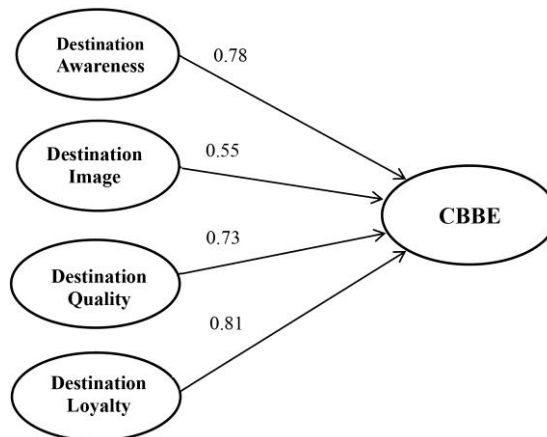 Destination
Awareness
0.78
Destination
Image
0.55
CBBE
0.73
Destination
Quality
0.81
Destination
Loyalty